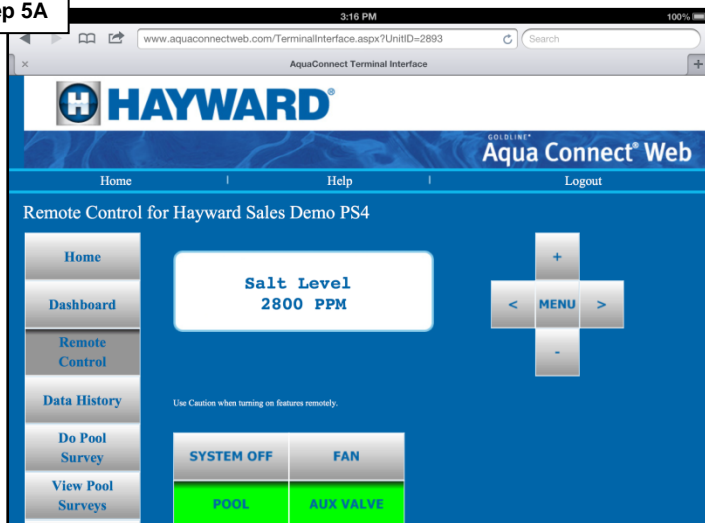 3:16 PM
100%
www.aquaconnectweb.com/TerminalInterface.aspx?UnitID=2893
Search
AquaConnect Terminal Interface
H HAYWARD®
GOLDLINE®
Aqua Connect® Web
Home | Help | Logout
Remote Control for Hayward Sales Demo PS4
Home
Dashboard
Remote
Control
Data History
Do Pool
Survey
View Pool
Surveys
Salt Level
2800 PPM
+
< MENU >
-
Use Caution when turning on features remotely.
SYSTEM OFF FAN
POOL AUX VALVE